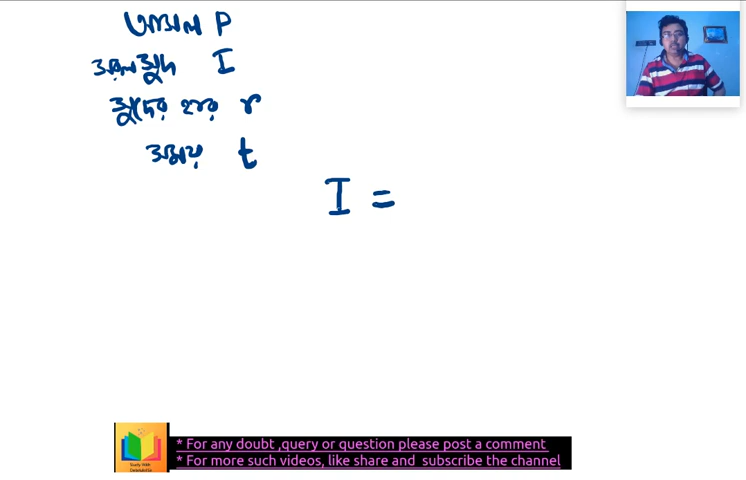 আসল P
সরল সুদ I
সুদের হার r
সময় t
I =
* For any doubt ,query or question please post a comment
* For more such videos, like share and subscribe the channel